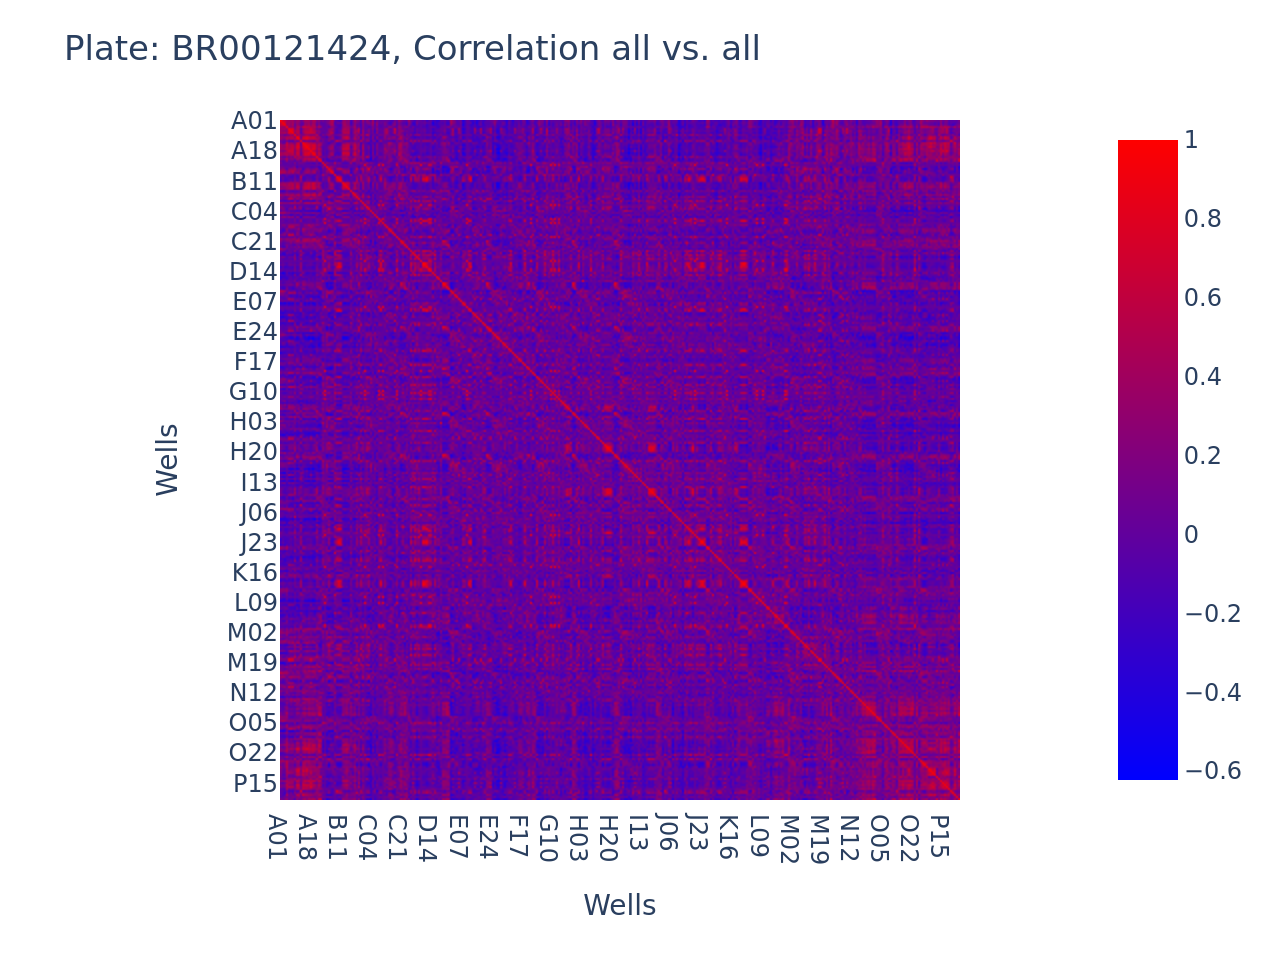 Plate: BR00121424, Correlation all vs. all
A01
A18
B11
C04
C21
D14
E07
E24
F17
G10
H03
H20
I13
J06
J23
K16
L09
M02
M19
N12
O05
O22
P15
Wells
A01
A18
B11
C04
C21
D14
E07
E24
F17
G10
H03
H20
I13
J06
J23
K16
L09
M02
M19
N12
O05
O22
P15
Wells
1
0.8
0.6
0.4
0.2
0
−0.2
−0.4
−0.6